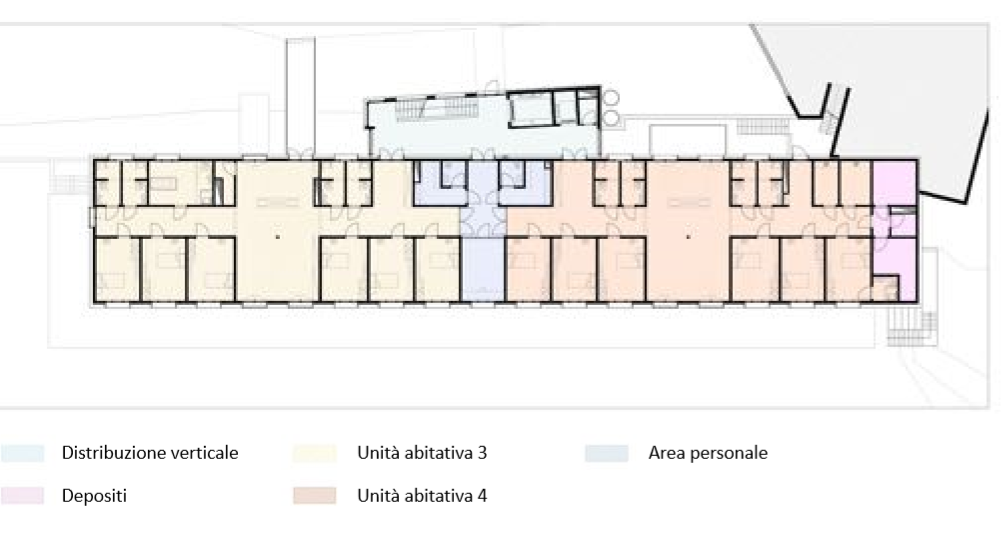 Distribuzione verticale
Unità abitativa 3
Area personale
Depositi
Unità abitativa 4